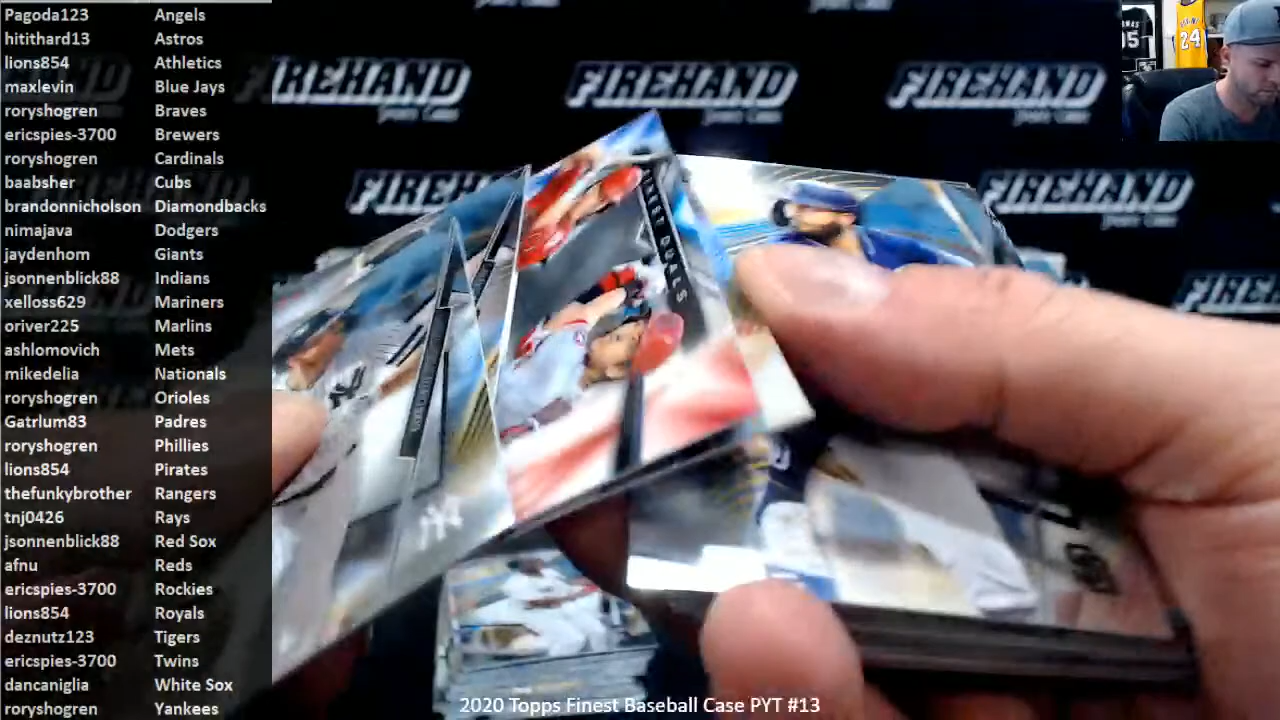 Pagoda123 Angels
hitithard13 Astros
lions854 Athletics
maxlevin Blue Jays
roryshogren Braves
ericspies-3700 Brewers
roryshogren Cardinals
baabsher Cubs
brandonnicholson Diamondbacks
nimajava Dodgers
jaydenhom Giants
jsonnenblick88 Indians
xelloss629 Mariners
oriver225 Marlins
ashlomovich Mets
mikedelia Nationals
roryshogren Orioles
Gatrlum83 Padres
roryshogren Phillies
lions854 Pirates
thefunkybrother Rangers
tnj0426 Rays
jsonnenblick88 Red Sox
afnu Reds
ericspies-3700 Rockies
lions854 Royals
deznutz123 Tigers
ericspies-3700 Twins
dancaniglia White Sox
roryshogren Yankees
FIREHAND
FIREHAND
FIREHAND
FIREHAND
FIREHAND
FIREHAND
24
DUALS
NY
2020 Topps Finest Baseball Case PYT #13